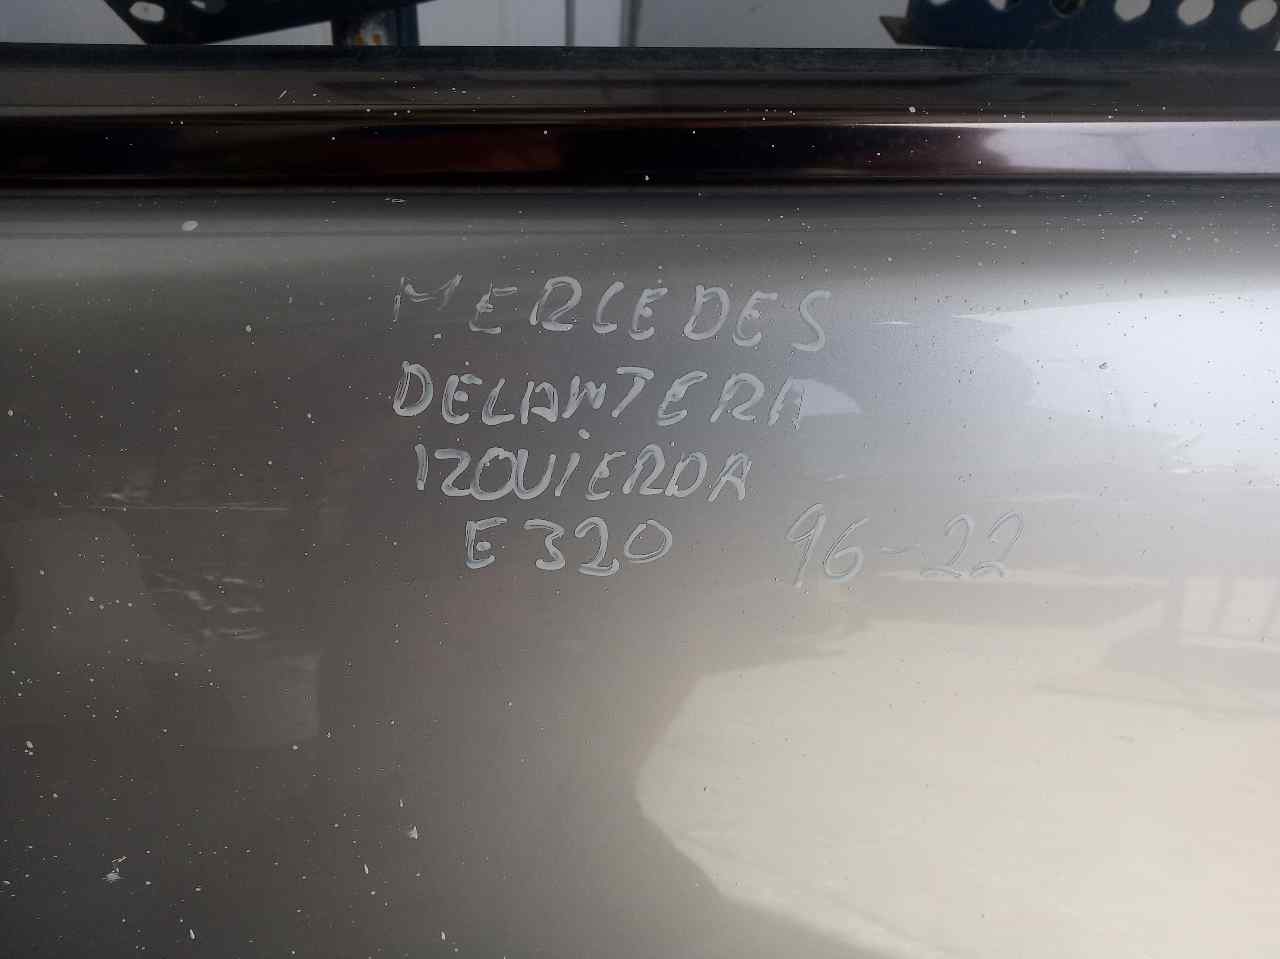 MERCEDES
DELANTERA
IZQUIERDA
E320 96-22